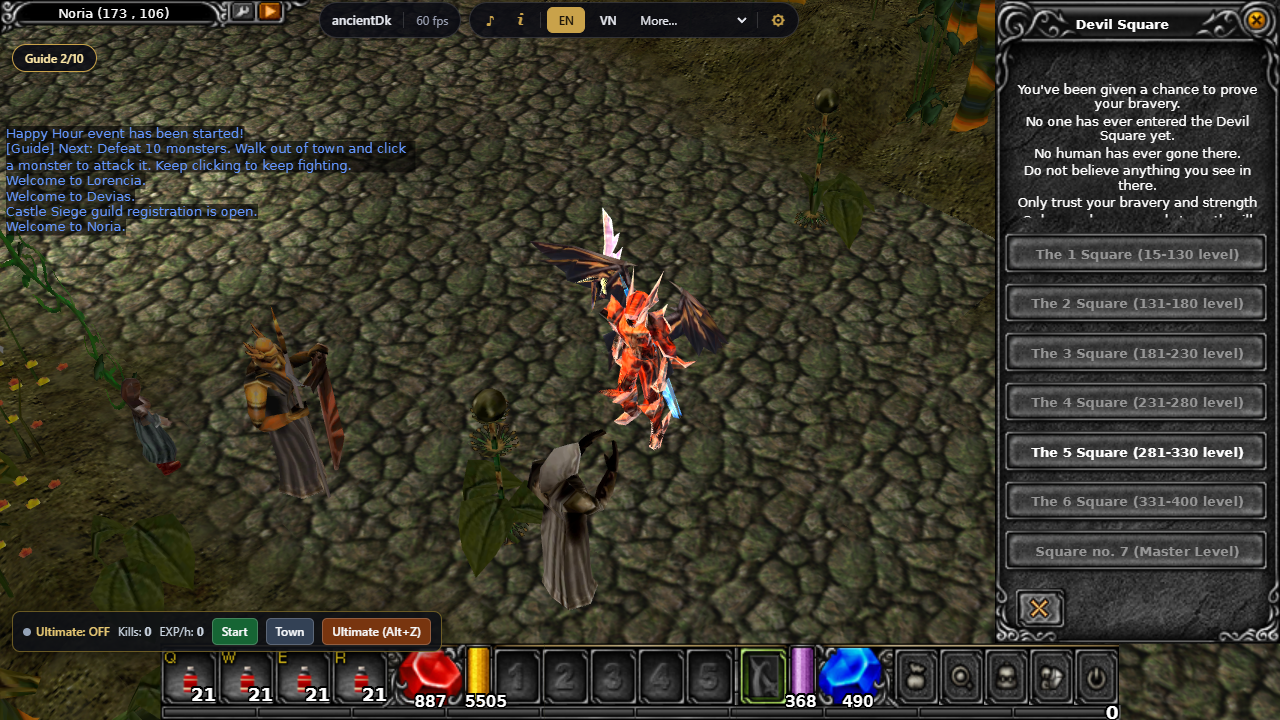 Noria (173 , 106)
ancientDk
60 fps
EN
VN
More...
Guide 2/10
Happy Hour event has been started!
[Guide] Next: Defeat 10 monsters. Walk out of town and click
a monster to attack it. Keep clicking to keep fighting.
Welcome to Lorencia.
Welcome to Devias.
Castle Siege guild registration is open.
Welcome to Noria.
Devil Square
You've been given a chance to prove
your bravery.
No one has ever entered the Devil
Square yet.
No human has ever gone there.
Do not believe anything you see in
there.
Only trust your bravery and strength
The 1 Square (15-130 level)
The 2 Square (131-180 level)
The 3 Square (181-230 level)
The 4 Square (231-280 level)
The 5 Square (281-330 level)
The 6 Square (331-400 level)
Square no. 7 (Master Level)
Ultimate: OFF Kills: 0 EXP/h: 0 Start Town Ultimate (Alt+Z)
Q W E R
1 2 3 4 5
21 21 21 21 887 5505 368 490
0